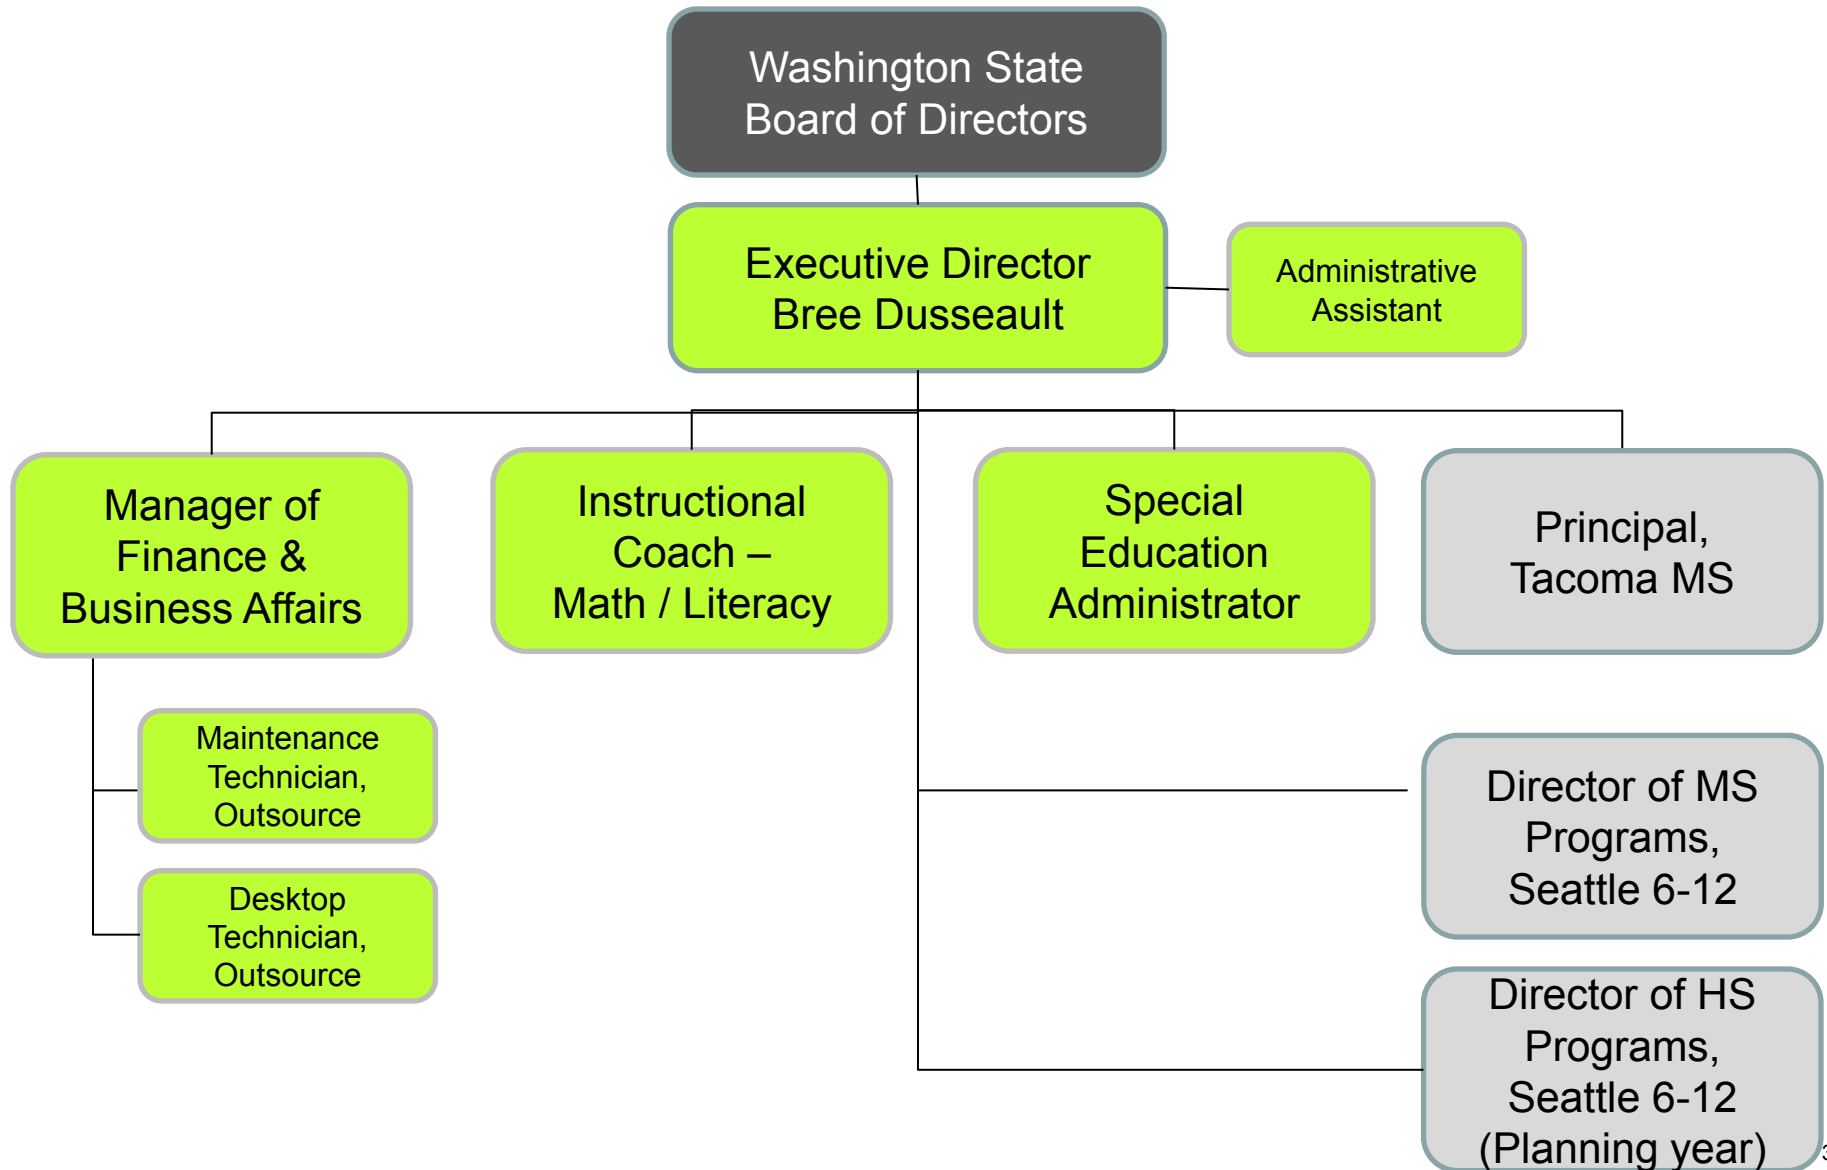 Washington State
Board of Directors
Executive Director
Bree Dusseault
Administrative
Assistant
Manager of
Finance &
Business Affairs
Instructional
Coach –
Math / Literacy
Special
Education
Administrator
Principal,
Tacoma MS
Maintenance
Technician,
Outsource
Desktop
Technician,
Outsource
Director of MS
Programs,
Seattle 6-12
Director of HS
Programs,
Seattle 6-12
(Planning year)